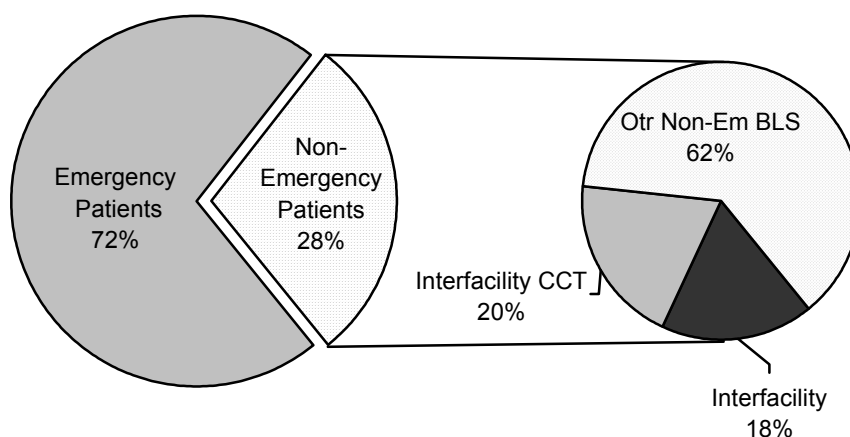 Emergency
Patients
72%
Non-
Emergency
Patients
28%
Otr Non-Em BLS
62%
Interfacility CCT
20%
Interfacility
18%